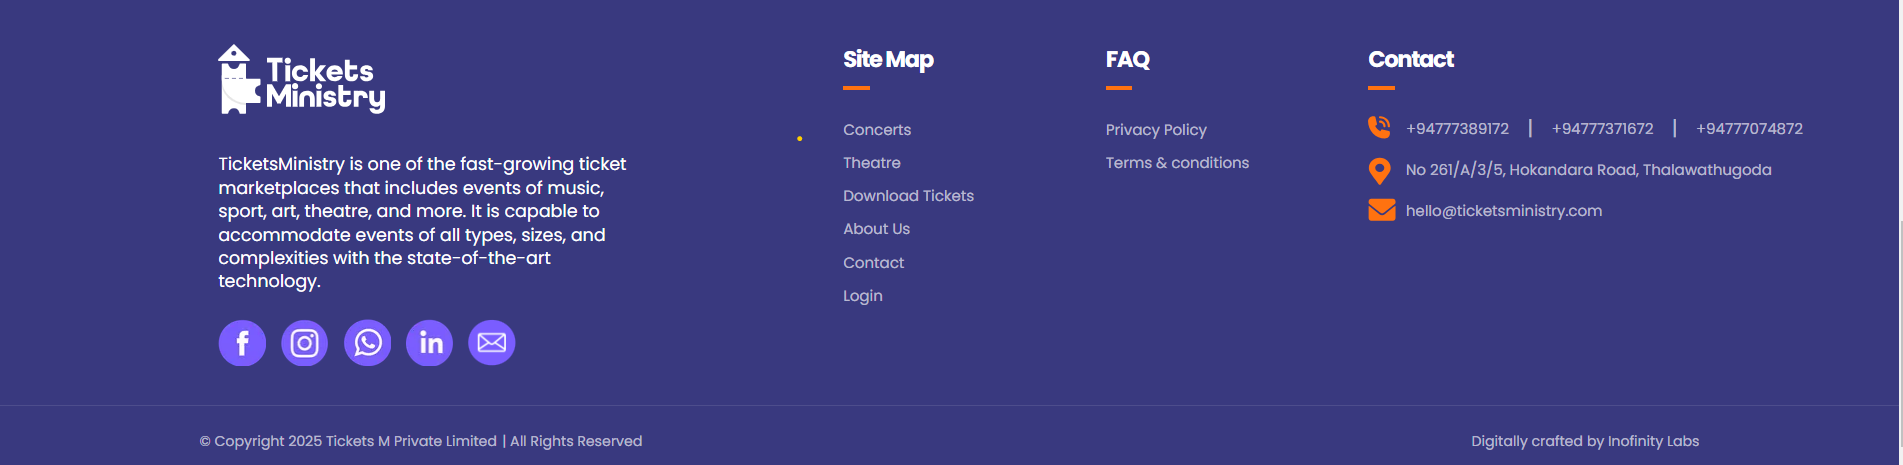 Tickets
Ministry
TicketsMinistry is one of the fast-growing ticket
marketplaces that includes events of music,
sport, art, theatre, and more. It is capable to
accommodate events of all types, sizes, and
complexities with the state-of-the-art
technology.
Site Map
Concerts
Theatre
Download Tickets
About Us
Contact
Login
FAQ
Privacy Policy
Terms & conditions
Contact
+94777389172 | +94777371672 | +94777074872
No 261/A/3/5, Hokandara Road, Thalawathugoda
hello@ticketsministry.com
© Copyright 2025 Tickets M Private Limited | All Rights Reserved
Digitally crafted by Inofinity Labs